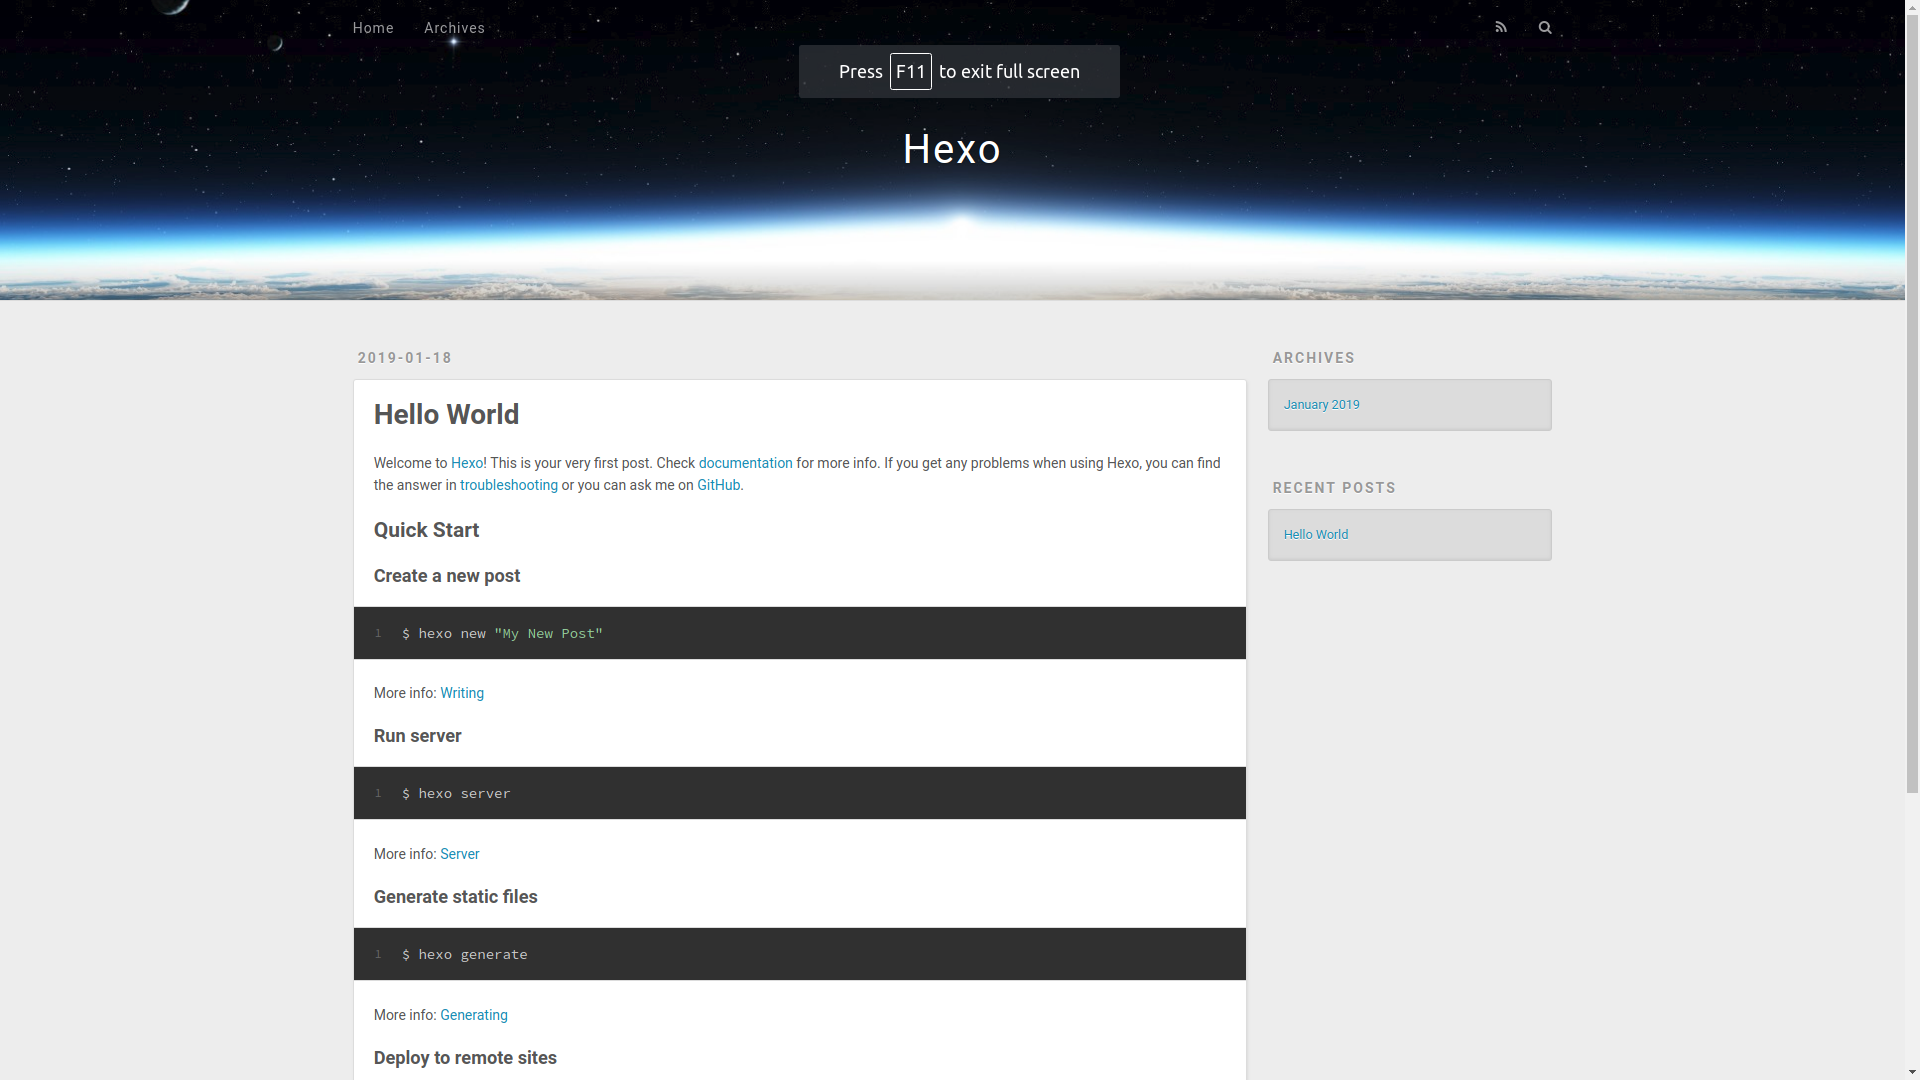 Home Archives
Press F11 to exit full screen
Hexo
2019-01-18
Hello World
Welcome to Hexo! This is your very first post. Check documentation for more info. If you get any problems when using Hexo, you can find
the answer in troubleshooting or you can ask me on GitHub.
Quick Start
Create a new post
1 $ hexo new "My New Post"
More info: Writing
Run server
1 $ hexo server
More info: Server
Generate static files
1 $ hexo generate
More info: Generating
Deploy to remote sites
ARCHIVES
January 2019
RECENT POSTS
Hello World